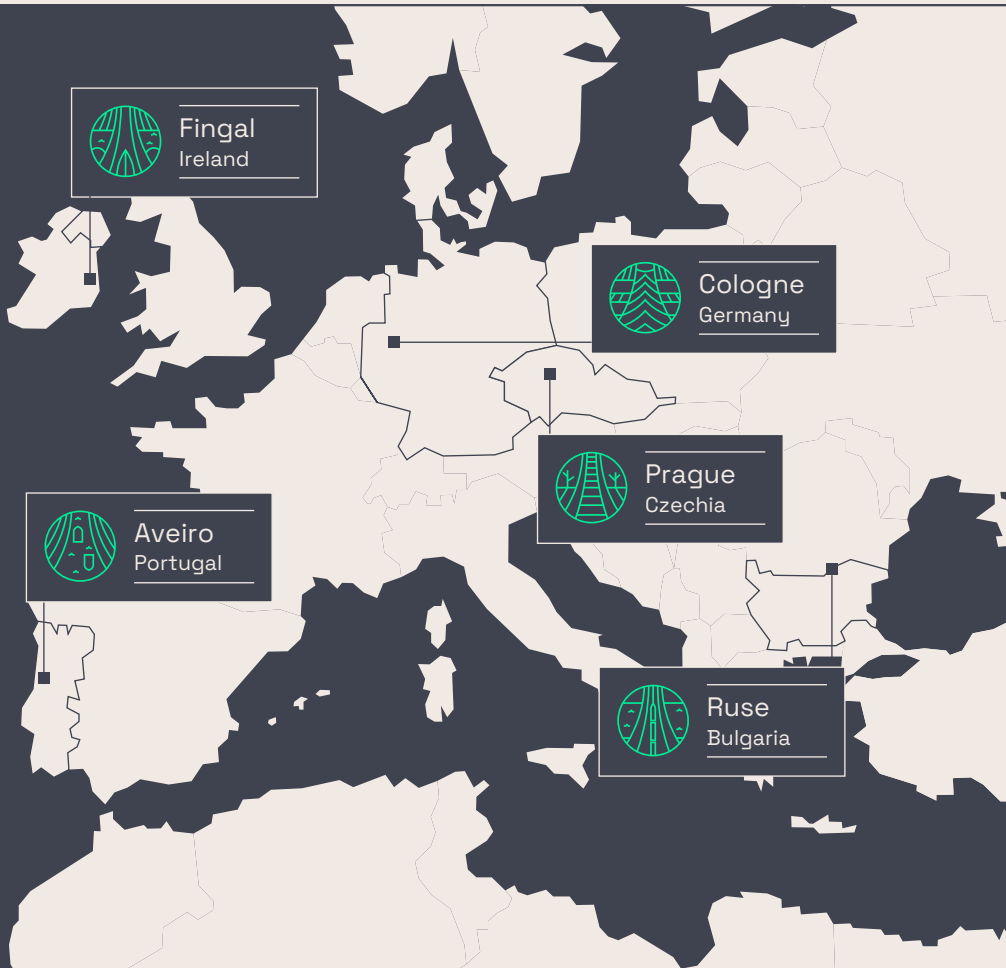 Fingal
Ireland
Cologne
Germany
Prague
Czechia
Aveiro
Portugal
Ruse
Bulgaria